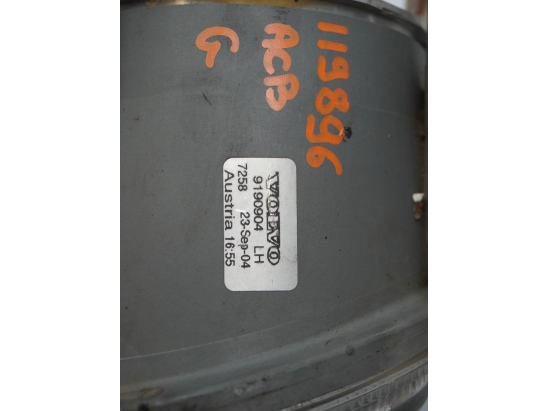 119896
ACB
G
VOLVO
9190904 LH
7258 23-Sep-04
Austria 16:55